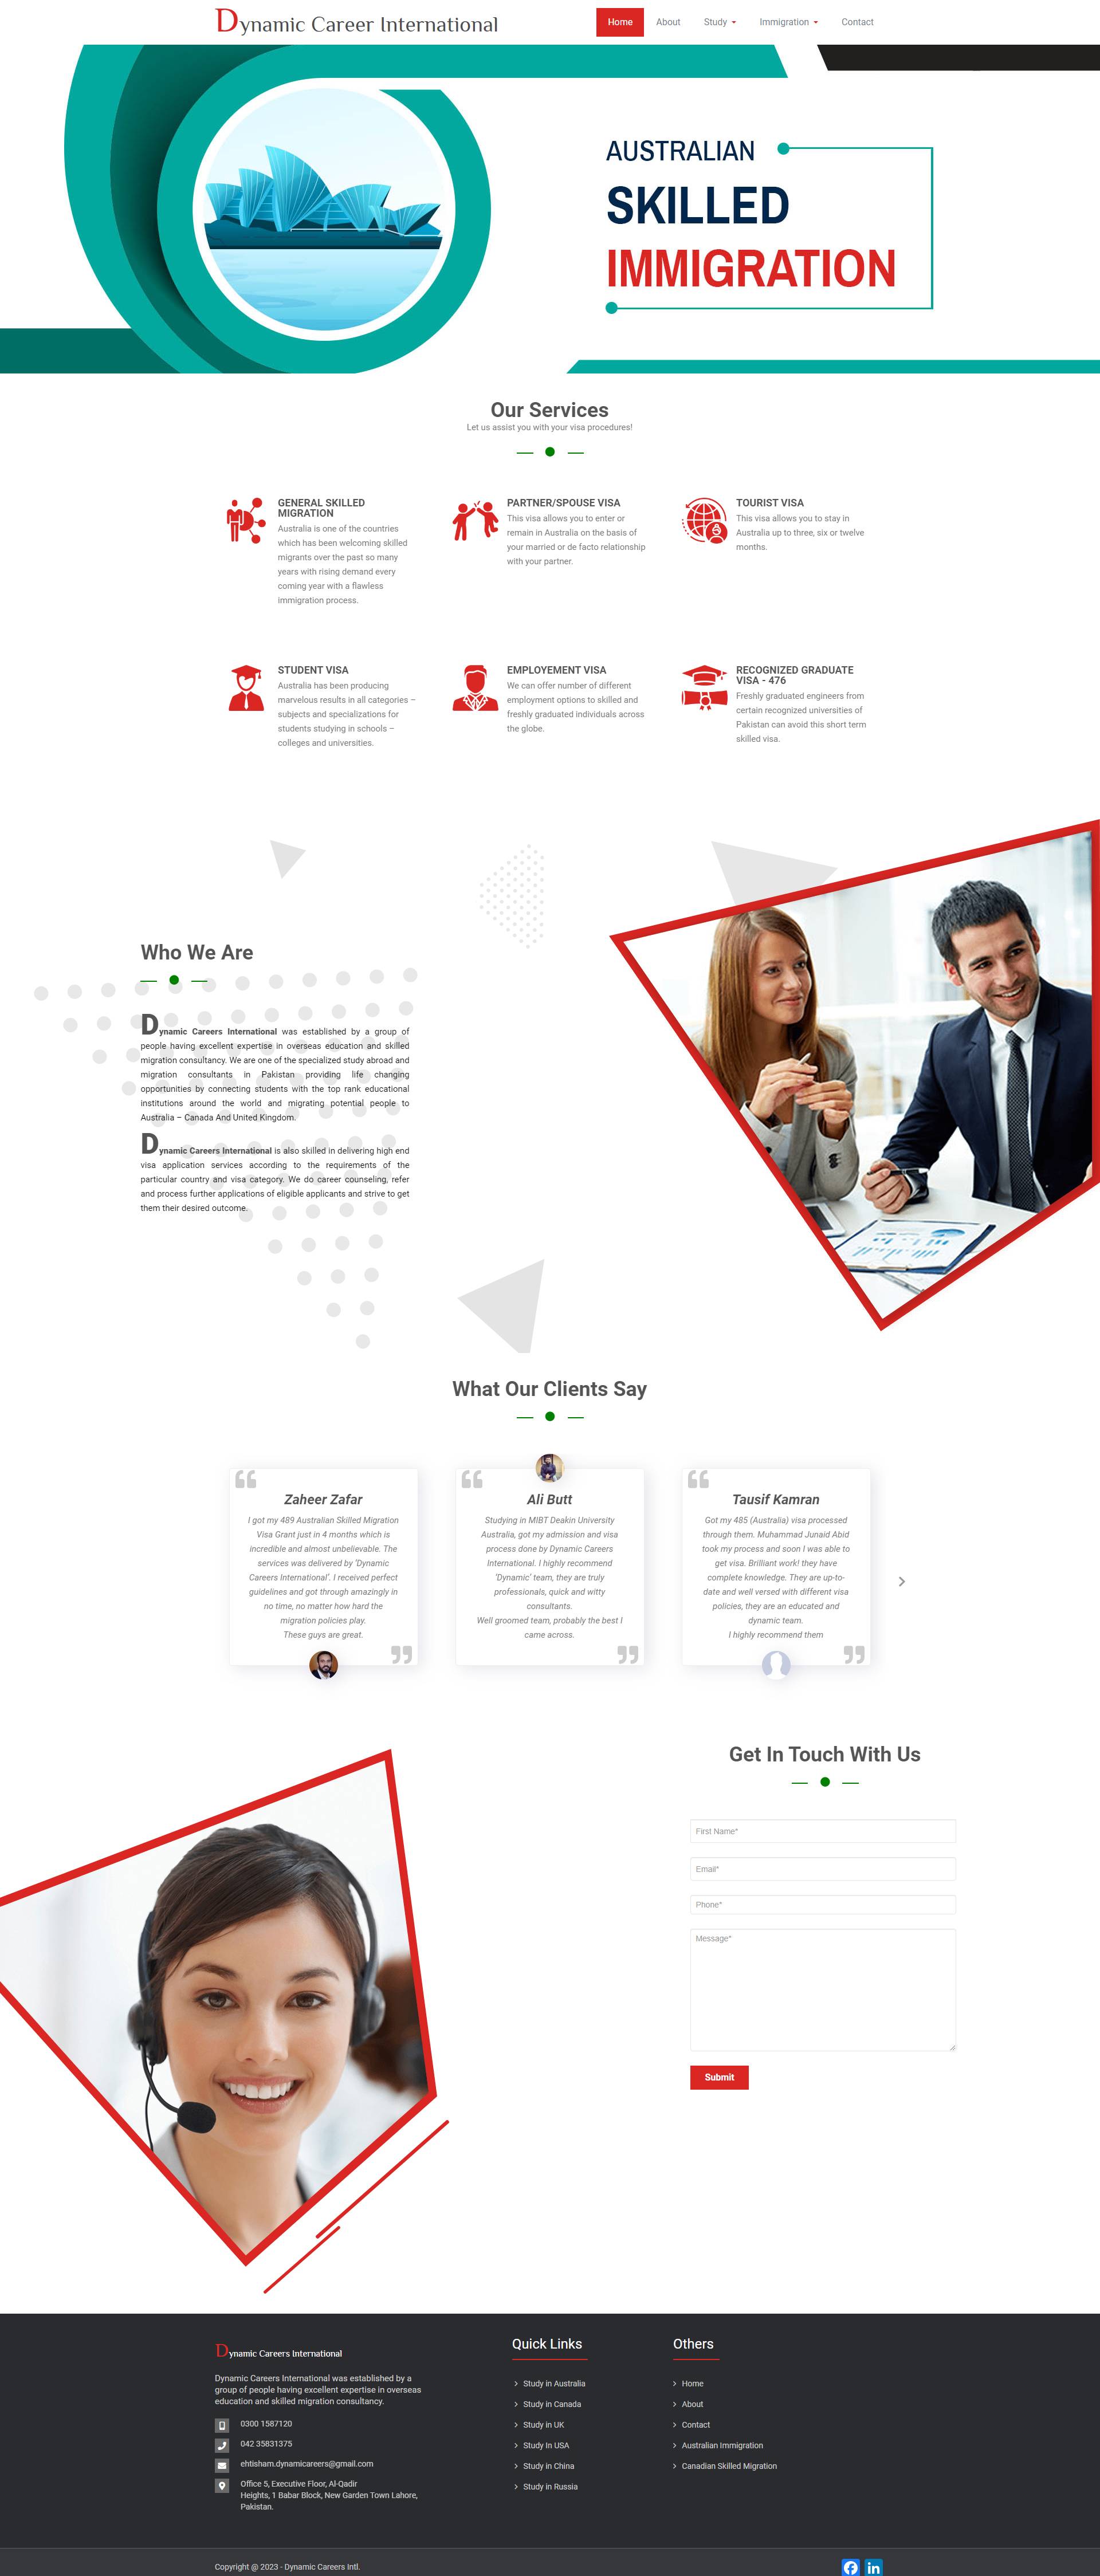 Dynamic Career International
Home About Study Immigration Contact
AUSTRALIAN
SKILLED
IMMIGRATION
Our Services
Let us assist you with your visa procedures!
GENERAL SKILLED
MIGRATION
Australia is one of the countries
which has been welcoming skilled
migrants over the past so many
years with rising demand every
coming year with a flawless
immigration process.
PARTNER/SPOUSE VISA
This visa allows you to enter or
remain in Australia on the basis of
your married or de facto relationship
with your partner.
TOURIST VISA
This visa allows you to stay in
Australia up to three, six or twelve
months.
STUDENT VISA
Australia has been producing
marvelous results in all categories –
subjects and specializations for
students studying in schools –
colleges and universities.
EMPLOYEMENT VISA
We can offer number of different
employment options to skilled and
freshly graduated individuals across
the globe.
RECOGNIZED GRADUATE
VISA - 476
Freshly graduated engineers from
certain recognized universities of
Pakistan can avoid this short term
skilled visa.
Who We Are
Dynamic Careers International was established by a group of
people having excellent expertise in overseas education and skilled
migration consultancy. We are one of the specialized study abroad and
migration consultants in Pakistan providing life changing
opportunities by connecting students with the top rank educational
institutions around the world and migrating potential people to
Australia – Canada And United Kingdom.
Dynamic Careers International is also skilled in delivering high end
visa application services according to the requirements of the
particular country and visa category. We do career counseling, refer
and process further applications of eligible applicants and strive to get
them their desired outcome.
What Our Clients Say
Zaheer Zafar
I got my 489 Australian Skilled Migration
Visa Grant just in 4 months which is
incredible and almost unbelievable. The
services was delivered by 'Dynamic
Careers International'. I received perfect
guidelines and got through amazingly in
no time, no matter how hard the
migration policies play.
These guys are great.
Ali Butt
Studying in MIBT Deakin University
Australia, got my admission and visa
process done by Dynamic Careers
International. I highly recommend
'Dynamic' team, they are truly
professionals, quick and witty
consultants.
Well groomed team, probably the best I
came across.
Tausif Kamran
Got my 485 (Australia) visa processed
through them. Muhammad Junaid Abid
took my process and soon I was able to
get visa. Brilliant work! they have
complete knowledge. They are up-to-
date and well versed with different visa
policies, they are an educated and
dynamic team.
I highly recommend them
Get In Touch With Us
First Name*
Email*
Phone*
Message*
Submit
Dynamic Careers International
Dynamic Careers International was established by a
group of people having excellent expertise in overseas
education and skilled migration consultancy.
0300 1587120
042 35831375
ehtisham.dynamicareers@gmail.com
Office 5, Executive Floor, Al-Qadir
Heights, 1 Babar Block, New Garden Town Lahore,
Pakistan.
Quick Links
Study in Australia
Study in Canada
Study in UK
Study In USA
Study in China
Study in Russia
Others
Home
About
Contact
Australian Immigration
Canadian Skilled Migration
Copyright @ 2023 - Dynamic Careers Intl.